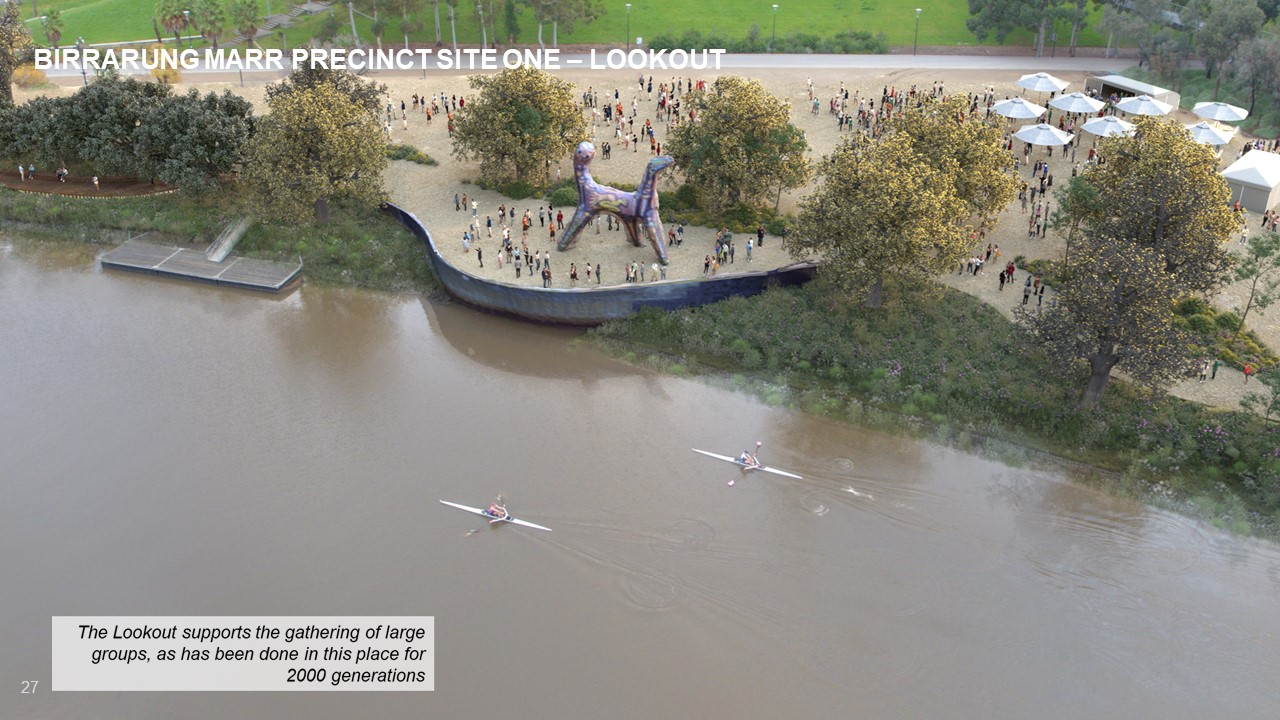 BIRRARUNG MARR PRECINCT SITE ONE – LOOKOUT
The Lookout supports the gathering of large
groups, as has been done in this place for
2000 generations
27